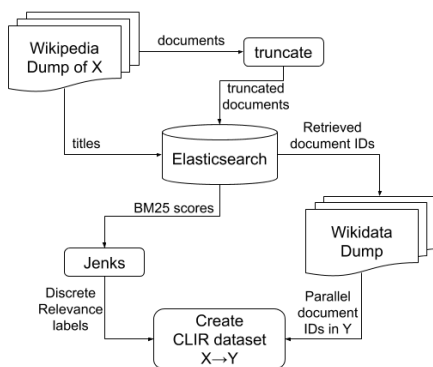 Wikipedia
Dump of X
documents
truncate
truncated
documents
titles
Elasticsearch
Retrieved
document IDs
BM25 scores
Wikidata
Dump
Jenks
Discrete
Relevance
labels
Create
CLIR dataset
X→Y
Parallel
document
IDs in Y